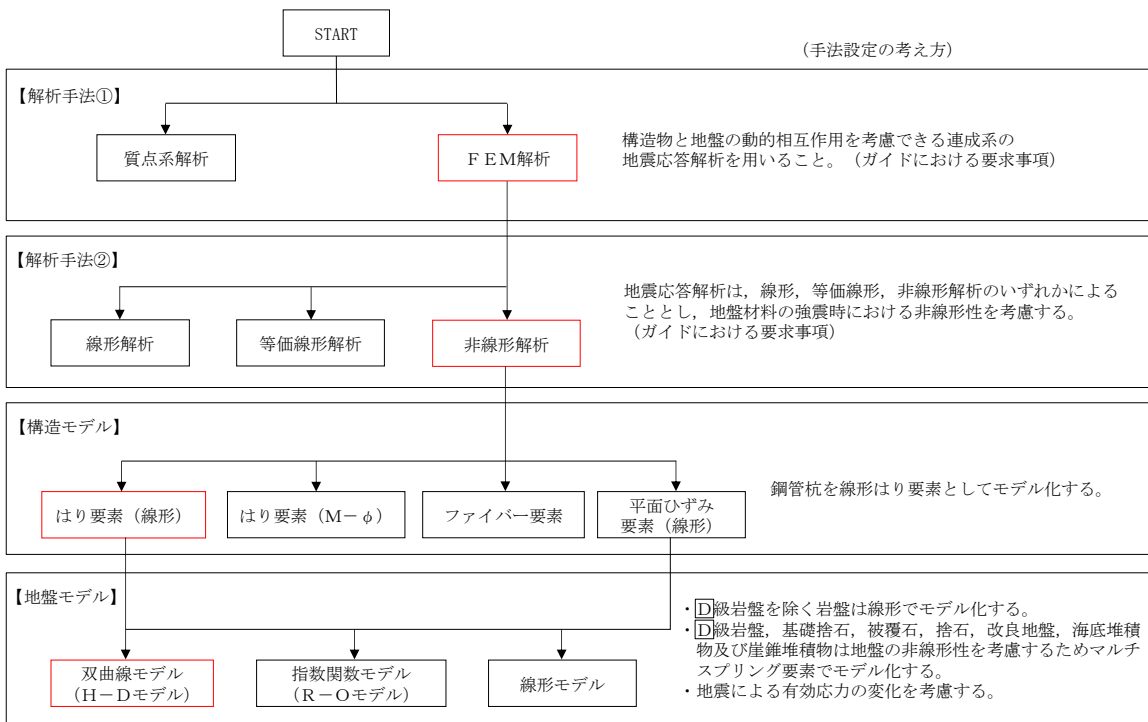 START
(手法設定の考え方)
【解析手法①】
質点系解析
FEM解析
構造物と地盤の動的相互作用を考慮できる連成系の
地震応答解析を用いること。(ガイドにおける要求事項)
【解析手法②】
線形解析
等価線形解析
非線形解析
地震応答解析は,線形,等価線形,非線形解析のいずれかによる
こととし,地盤材料の強震時における非線形性を考慮する。
(ガイドにおける要求事項)
【構造モデル】
はり要素(線形)
はり要素(M-φ)
ファイバー要素
平面ひずみ
要素(線形)
鋼管杭を線形はり要素としてモデル化する。
【地盤モデル】
双曲線モデル
(H-Dモデル)
指数関数モデル
(R-Oモデル)
線形モデル
・D級岩盤を除く岩盤は線形でモデル化する。
・D級岩盤,基礎捨石,被覆石,捨石,改良地盤,海底堆積
物及び崖錐堆積物は地盤の非線形性を考慮するためマルチ
スプリング要素でモデル化する。
・地震による有効応力の変化を考慮する。